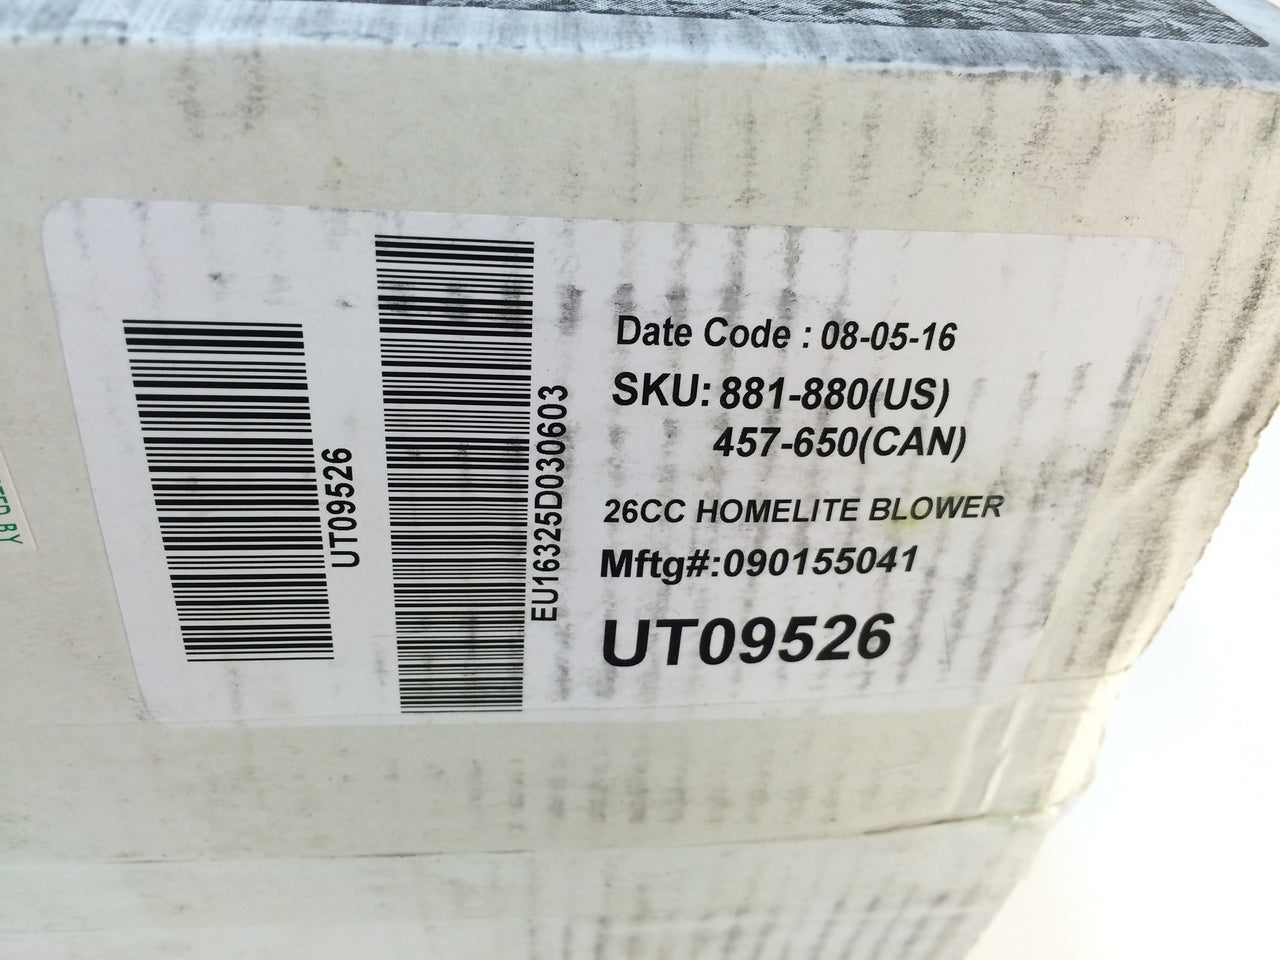 UT09526
EU16325D030603
Date Code : 08-05-16
SKU: 881-880(US)
457-650(CAN)
26CC HOMELITE BLOWER
Mftg#:090155041
UT09526
BY